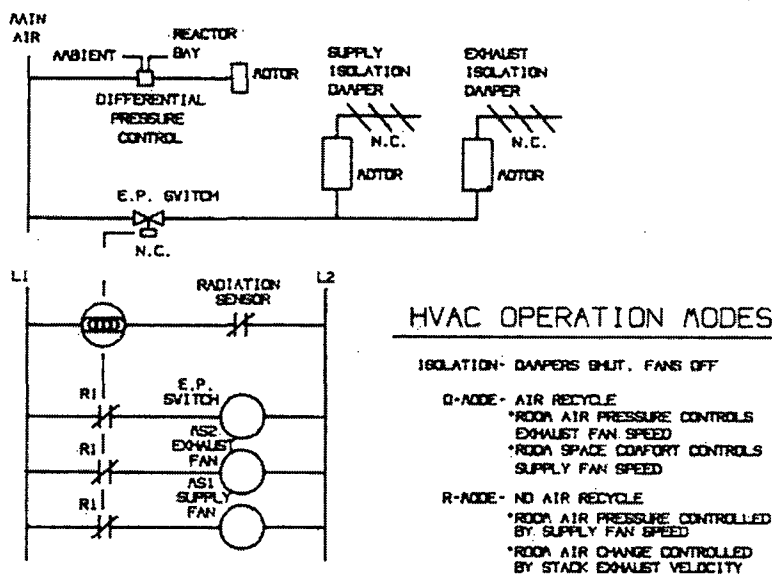 MAIN
AIR
AMBIENT
REACTOR
BAY
MOTOR
DIFFERENTIAL
PRESSURE
CONTROL
SUPPLY
ISOLATION
DAMPER
N.C.
MOTOR
EXHAUST
ISOLATION
DAMPER
N.C.
MOTOR
E.P. SWITCH
N.C.
L1
L2
RADIATION
SENSOR
R1
E.P.
SWITCH
R1
MS2
EXHAUST
FAN
R1
MS1
SUPPLY
FAN
HVAC OPERATION MODES
ISOLATION- DAMPERS SHUT. FANS OFF
O-MODE- AIR RECYCLE
*ROOM AIR PRESSURE CONTROLS
EXHAUST FAN SPEED
*ROOM SPACE COMFORT CONTROLS
SUPPLY FAN SPEED
R-MODE- NO AIR RECYCLE
*ROOM AIR PRESSURE CONTROLLED
BY SUPPLY FAN SPEED
*ROOM AIR CHANGE CONTROLLED
BY STACK EXHAUST VELOCITY